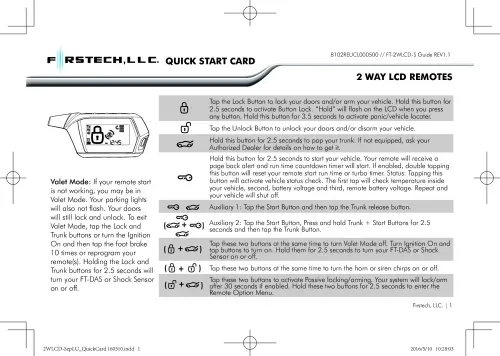 FIRSTECH, L.L.C. QUICK START CARD
B102REUCL000500 // FT-2WLCD-S Guide REV1.1
2 WAY LCD REMOTES
Tap the Lock Button to lock your doors and/or arm your vehicle. Hold this button for
2.5 seconds to activate Button Lock. "Hold" will flash on the LCD when you press
any button. Hold this button for 3.5 seconds to activate panic/vehicle locater.
Tap the Unlock Button to unlock your doors and/or disarm your vehicle.
Hold this button for 2.5 seconds to pop your trunk. If not equipped, ask your
Authorized Dealer for details on how to get it.
Hold this button for 2.5 seconds to start your vehicle. Your remote will receive a
page back alert and run time countdown timer will start. If enabled, double tapping
this button will reset your remote start run time or turbo timer. Status: Tapping this
button will activate vehicle status check. The first tap will check temperature inside
your vehicle, second, battery voltage and third, remote battery voltage. Repeat and
your vehicle will shut off.
Auxiliary 1: Tap the Start Button and then tap the Trunk release button.
Auxiliary 2: Tap the Start Button, Press and hold Trunk + Start Buttons for 2.5
seconds and then tap the Trunk Button.
Tap these two buttons at the same time to turn Valet Mode off. Turn Ignition On and
tap buttons to turn on. Hold them for 2.5 seconds to turn your FT-DAS or Shock
Sensor on or off.
Tap these two buttons at the same time to turn the horn or siren chirps on or off.
Tap these two buttons to activate Passive locking/arming. Your system will lock/arm
after 30 seconds if enabled. Hold these two buttons for 2.5 seconds to enter the
Remote Option Menu.
Valet Mode: If your remote start
is not working, you may be in
Valet Mode. Your parking lights
will also not flash. Your doors
will still lock and unlock. To exit
Valet Mode, tap the Lock and
Trunk buttons or turn the Ignition
On and then tap the foot brake
10 times or reprogram your
remote(s). Holding the Lock and
Trunk buttons for 2.5 seconds will
turn your FT-DAS or Shock Sensor
on or off.
Firstech, LLC. | 1
2WLCD-SepEU_QuickCard 160510.indd 1
2016/5/10 10:28:03